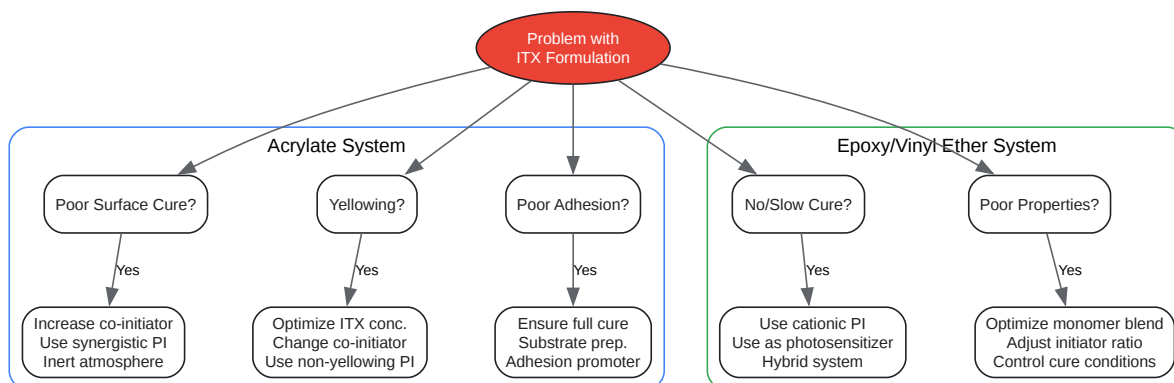 Problem with
ITX Formulation
Acrylate System
Epoxy/Vinyl Ether System
Poor Surface Cure?
Yellowing?
Poor Adhesion?
No/Slow Cure?
Poor Properties?
Yes
Yes
Yes
Yes
Yes
Increase co-initiator
Use synergistic PI
Inert atmosphere
Optimize ITX conc.
Change co-initiator
Use non-yellowing PI
Ensure full cure
Substrate prep.
Adhesion promoter
Use cationic PI
Use as photosensitizer
Hybrid system
Optimize monomer blend
Adjust initiator ratio
Control cure conditions